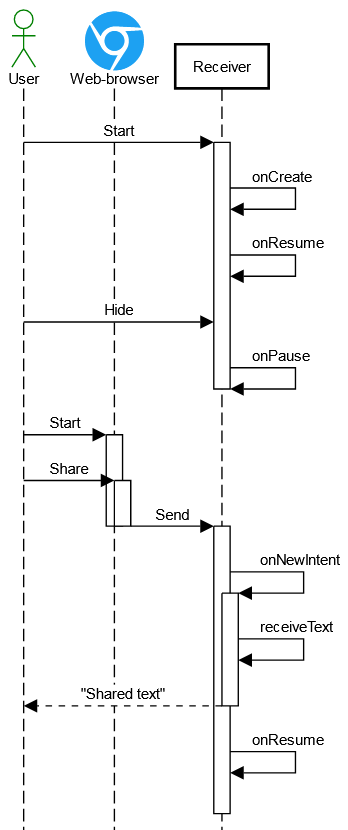 User
Web-browser
Receiver
Start
onCreate
onResume
Hide
onPause
Start
Share
Send
onNewIntent
receiveText
"Shared text"
onResume